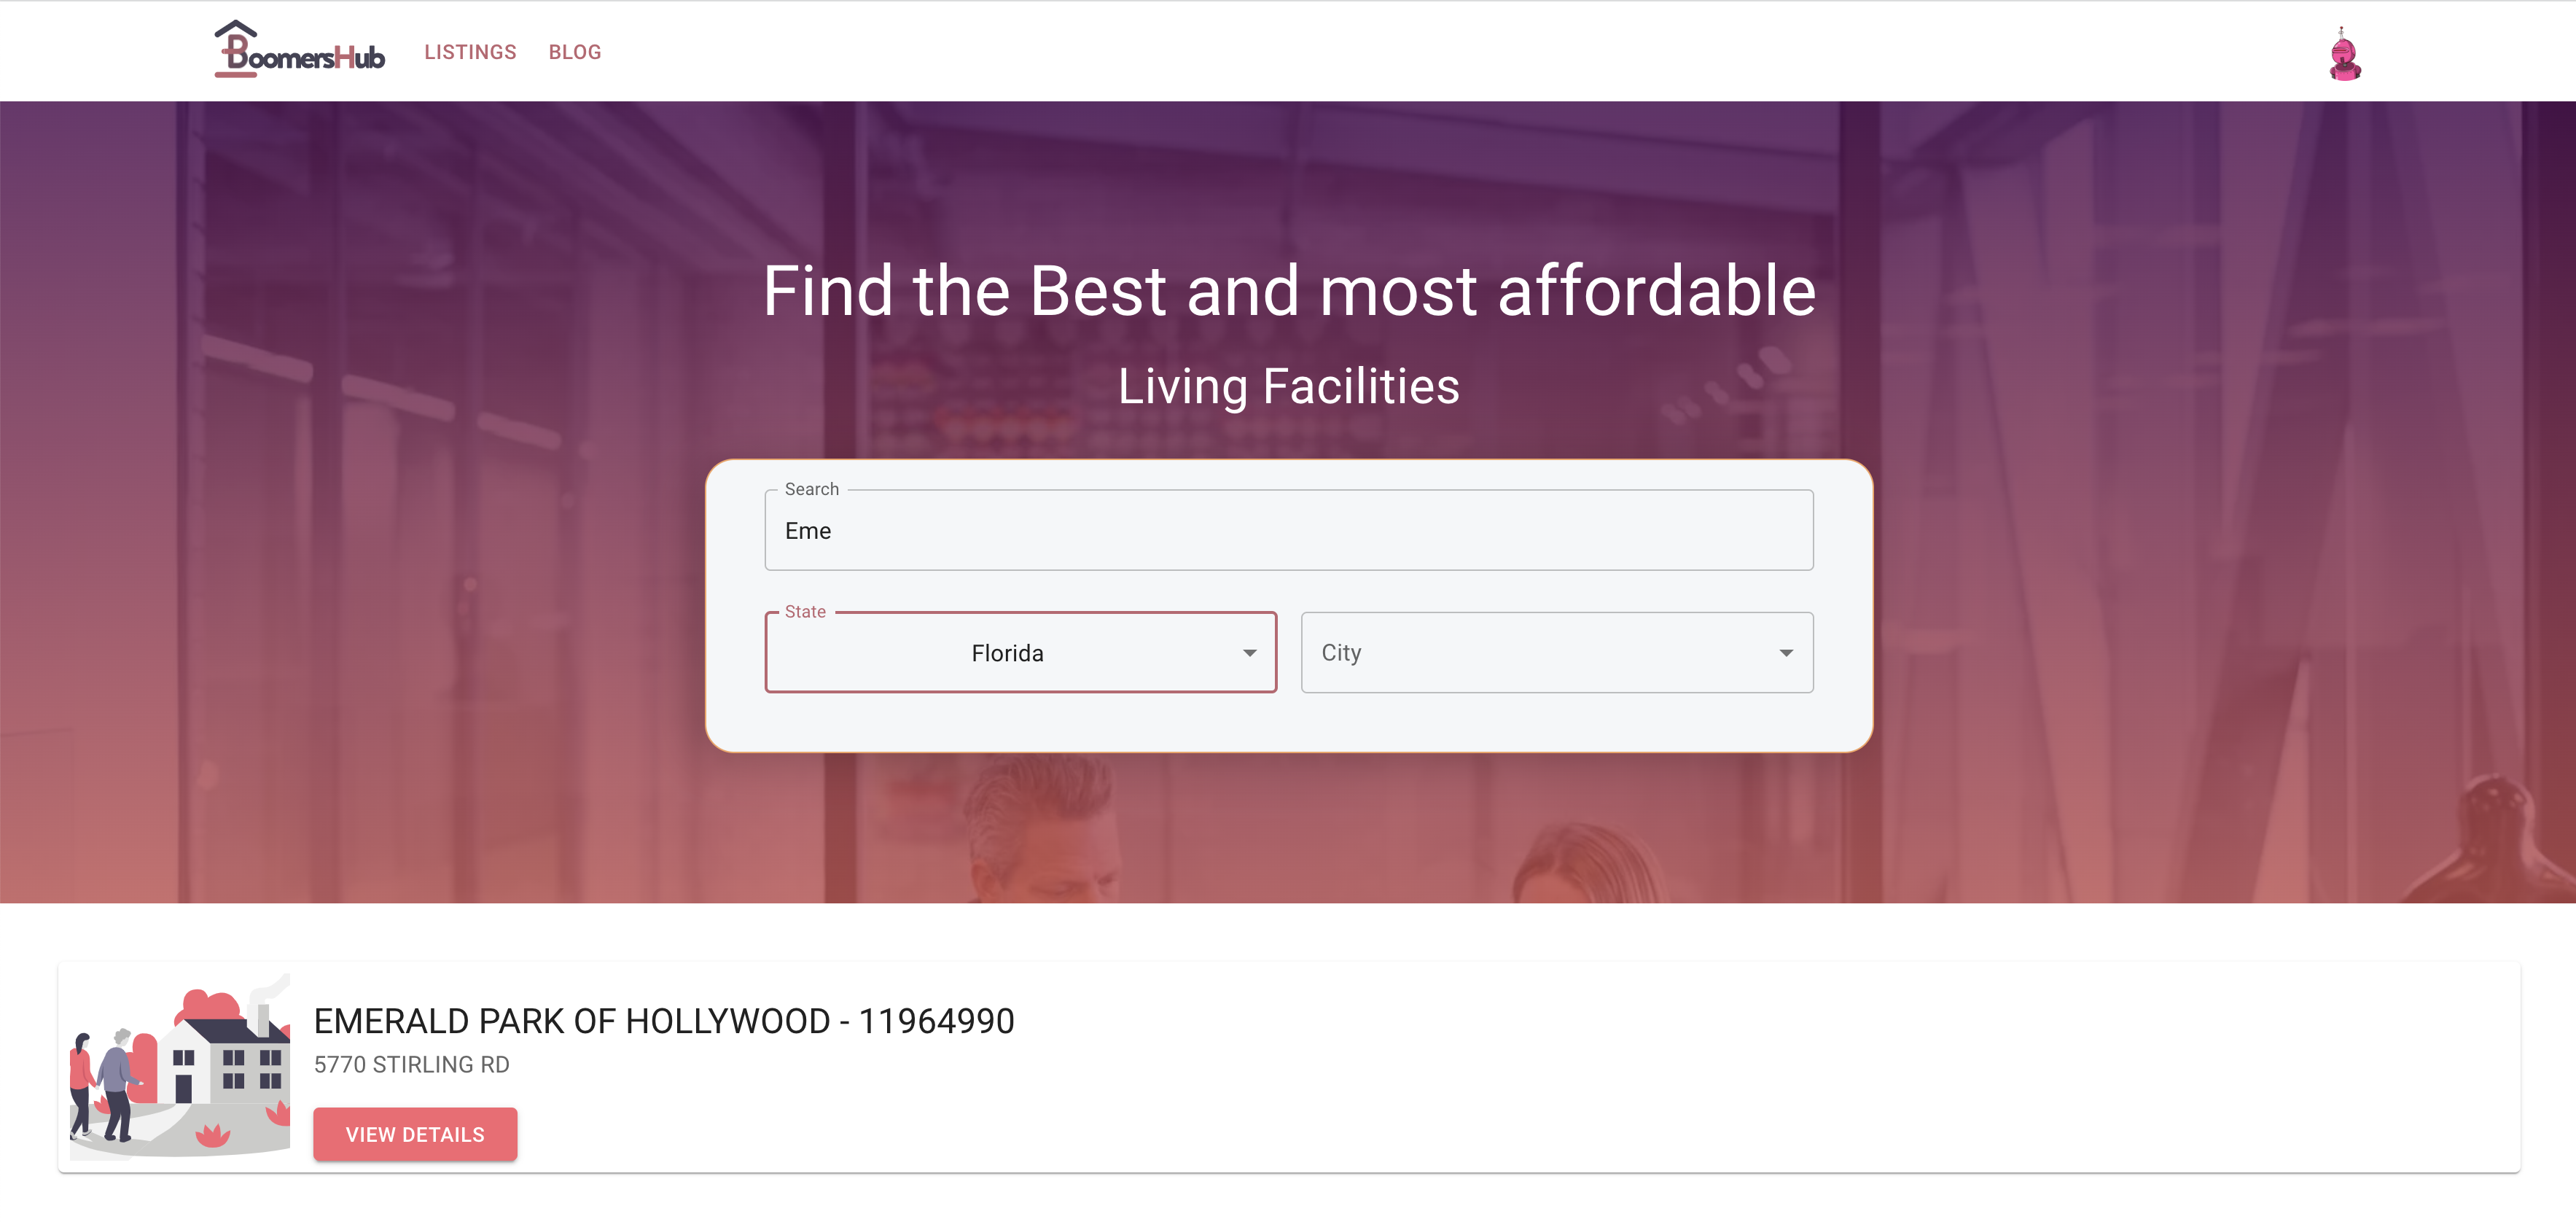 BoomersHub
LISTINGS
BLOG
Find the Best and most affordable
Living Facilities
Search
Eme
State
Florida
City
EMERALD PARK OF HOLLYWOOD - 11964990
5770 STIRLING RD
VIEW DETAILS